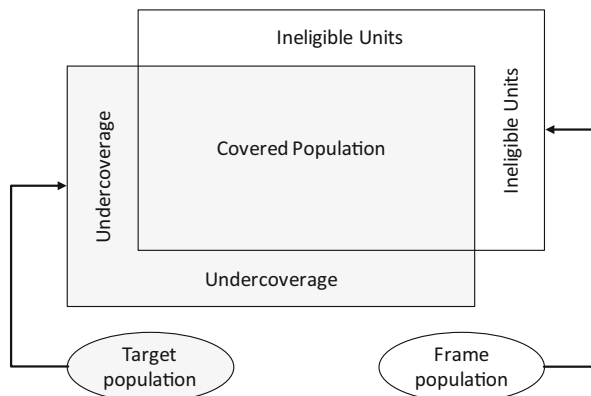 Ineligible Units
Undercoverage
Covered Population
Ineligible Units
Undercoverage
Target
population
Frame
population